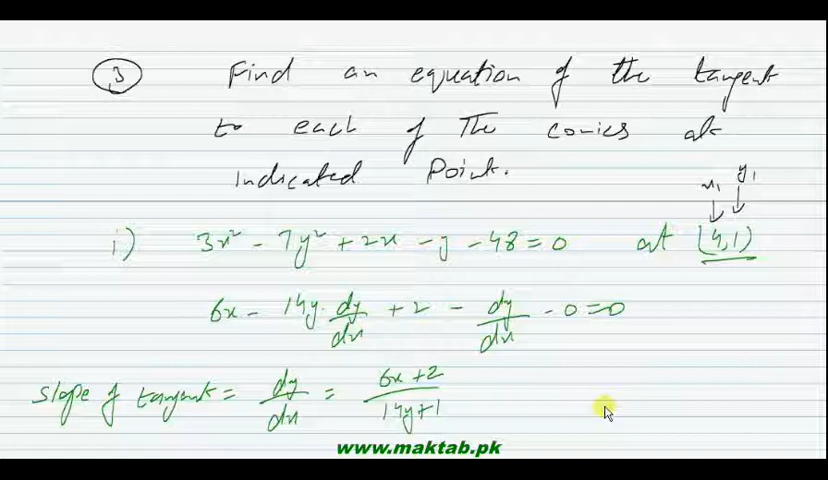 3 Find an equation of the tangent
to each of the conics at
indicated Point.
x₁ y₁
i) 3x² - 7y² + 2x - y - 48 = 0 at (4,1)
6x - 14y. dy/dx + 2 - dy/dx - 0 = 0
Slope of tangent = dy/dx = 6x+2/14y+1
www.maktab.pk